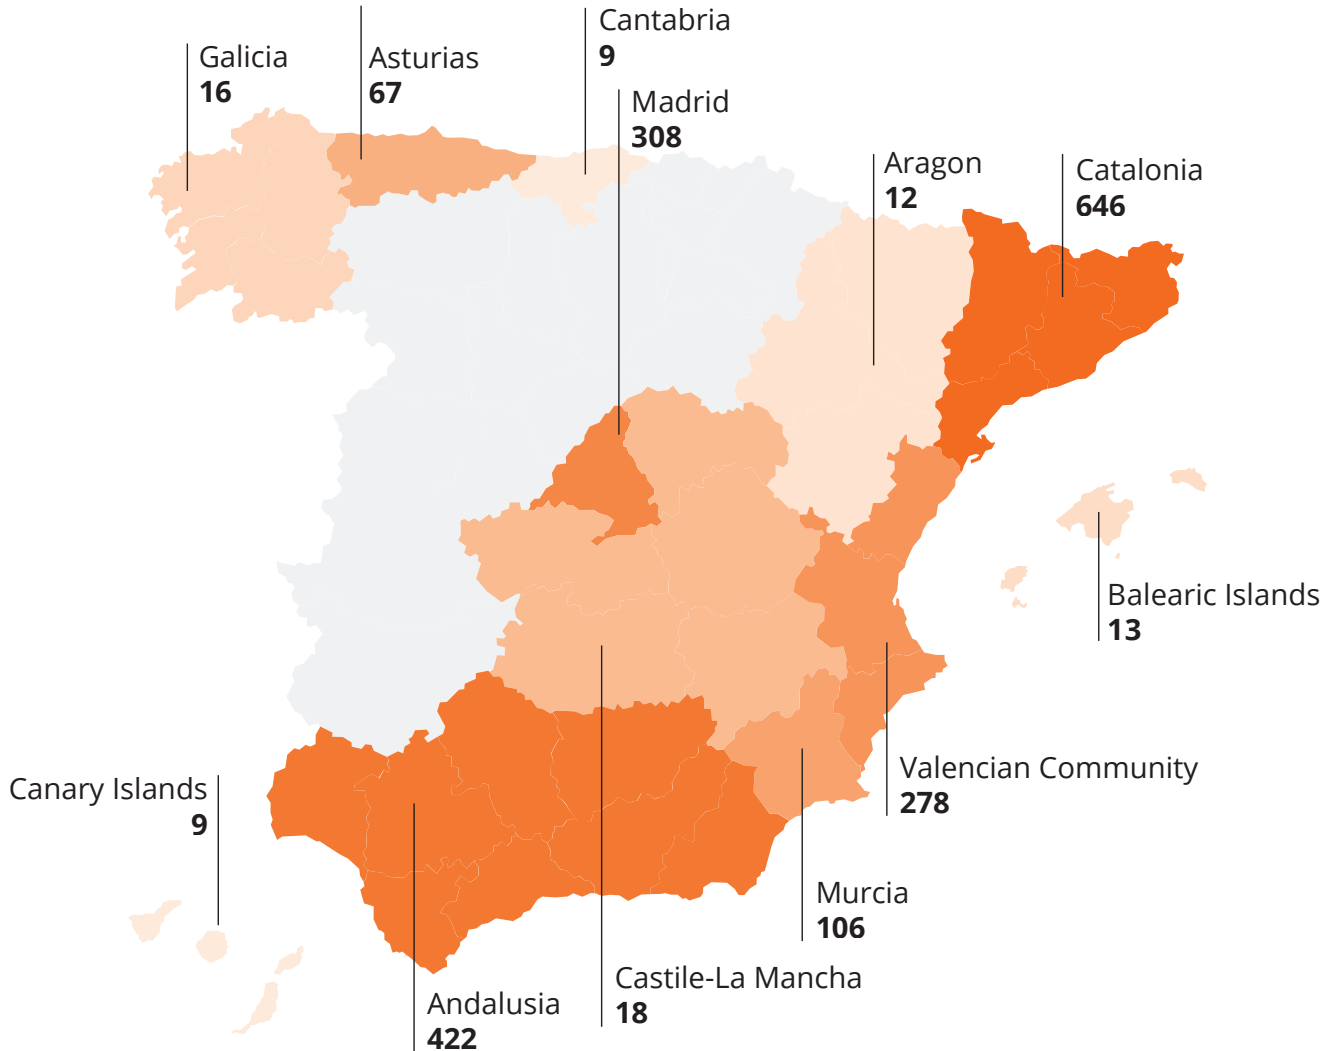 Cantabria
9
Galicia
16
Asturias
67
Madrid
308
Aragon
12
Catalonia
646
Balearic Islands
13
Valencian Community
278
Canary Islands
9
Murcia
106
Castile-La Mancha
18
Andalusia
422